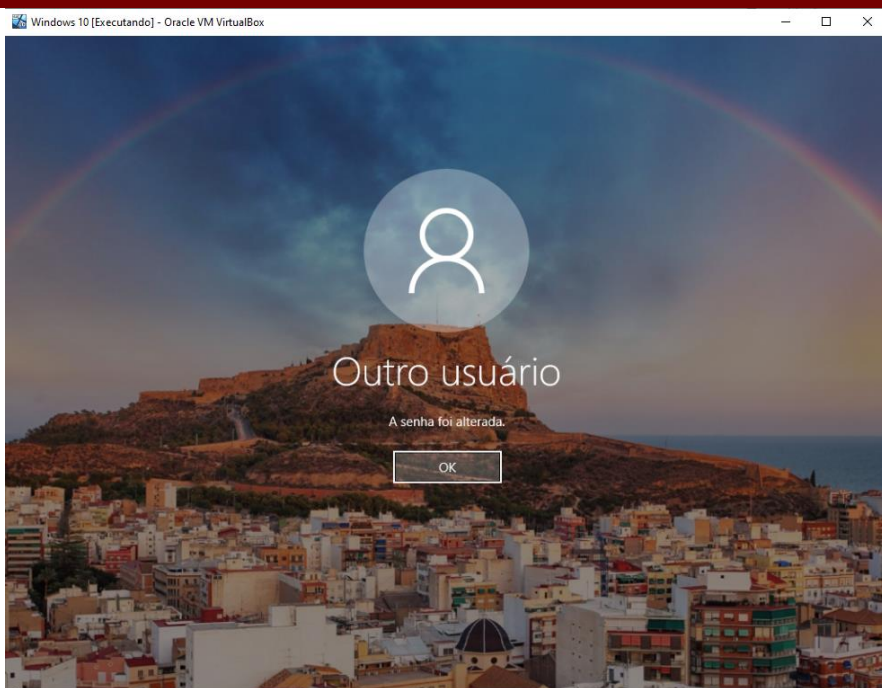 Windows 10 [Executando] - Oracle VM VirtualBox
Outro usuário
A senha foi alterada.
OK